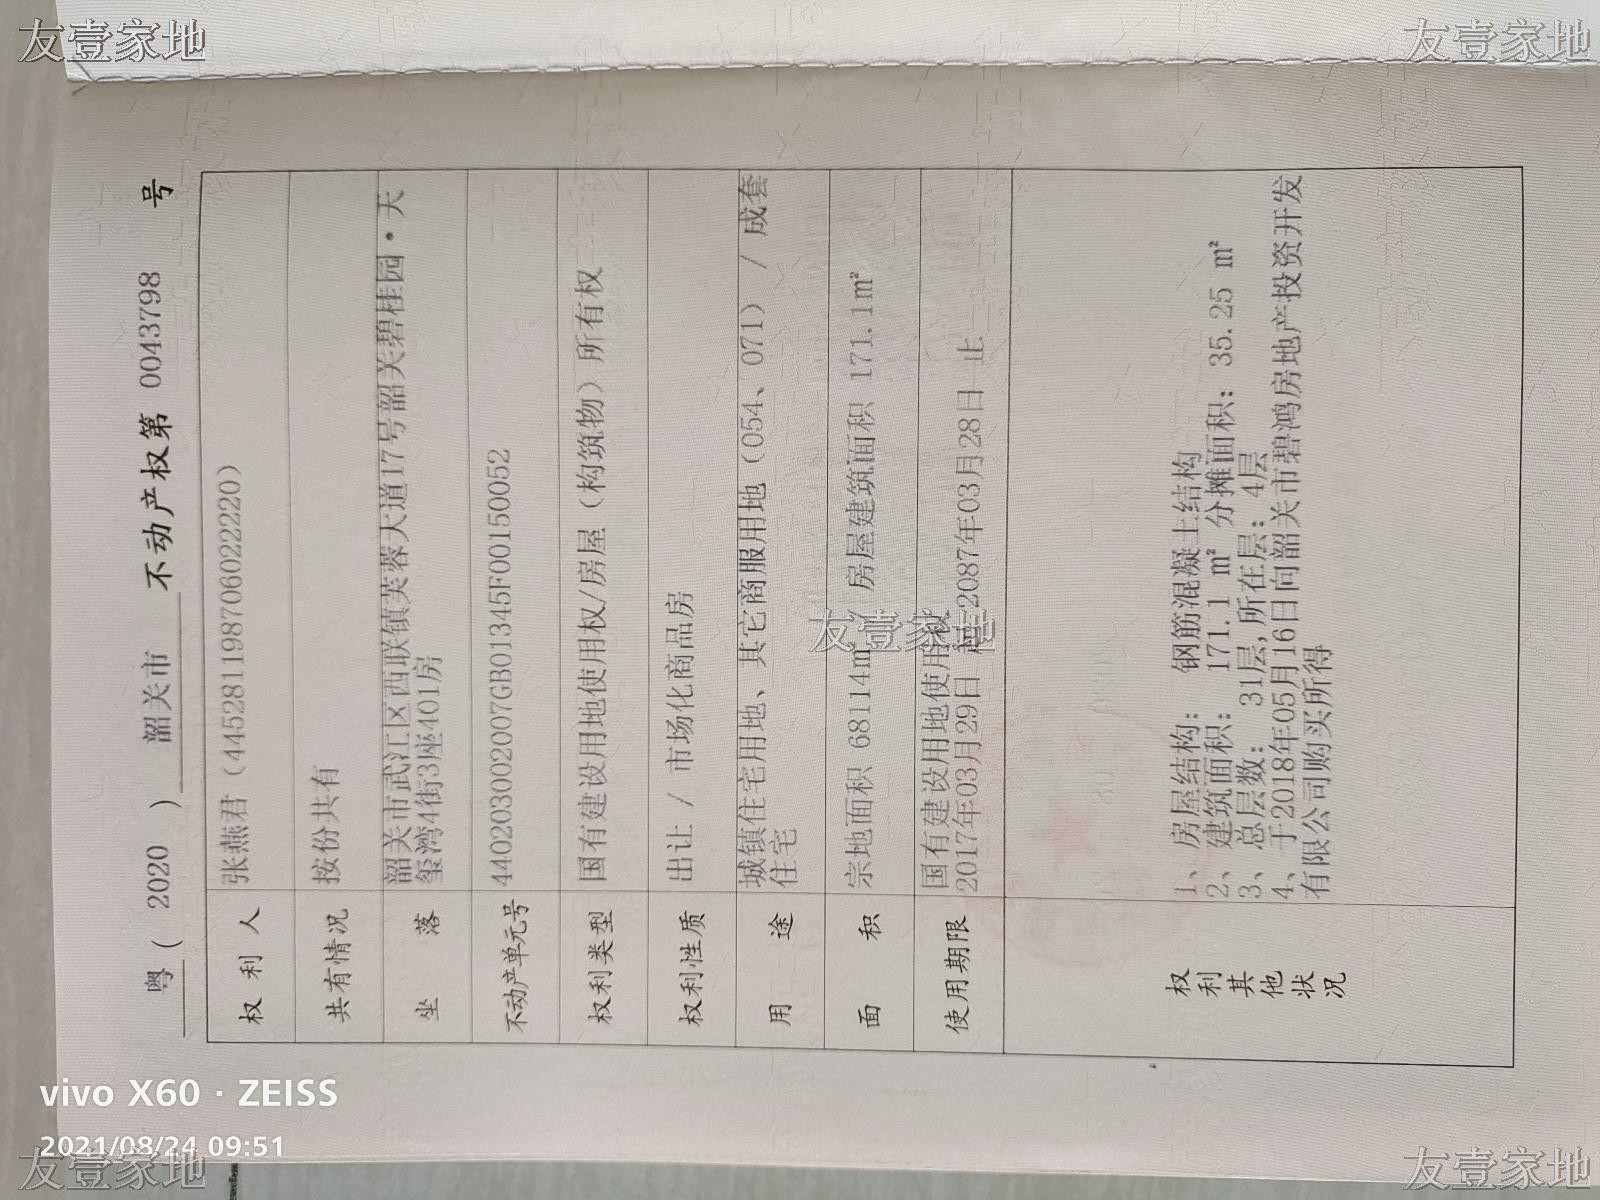 友壹家地
友壹家地
粤（2020）韶关市 不动产权第 0043798 号
权利人 张燕君（445281198706022220）
共有情况 按份共有
坐落 韶关市武江区西联镇芙蓉大道17号韶关碧桂园·天
玺湾4街3座401房
不动产单元号 440203002007GB01345F00150052
权利类型 国有建设用地使用权/房屋（构筑物）所有权
权利性质 出让 / 市场化商品房
用途 城镇住宅用地、其它商服用地（054、071） / 成套
住宅
面积 宗地面积 68114㎡/ 房屋建筑面积 171.1㎡
使用期限 国有建设用地使用权
2017年03月29日 起 2087年03月28日 止
权利其他状况
1、房屋结构： 钢筋混凝土结构
2、建筑面积： 171.1 ㎡ 分摊面积：35.25 ㎡
3、总层数：31层,所在层：4层
4、于2018年05月16日向韶关市碧鸿房地产投资开发
有限公司购买所得
友壹家地
vivo X60 · ZEISS
2021/08/24 09:51
友壹家地
友壹家地